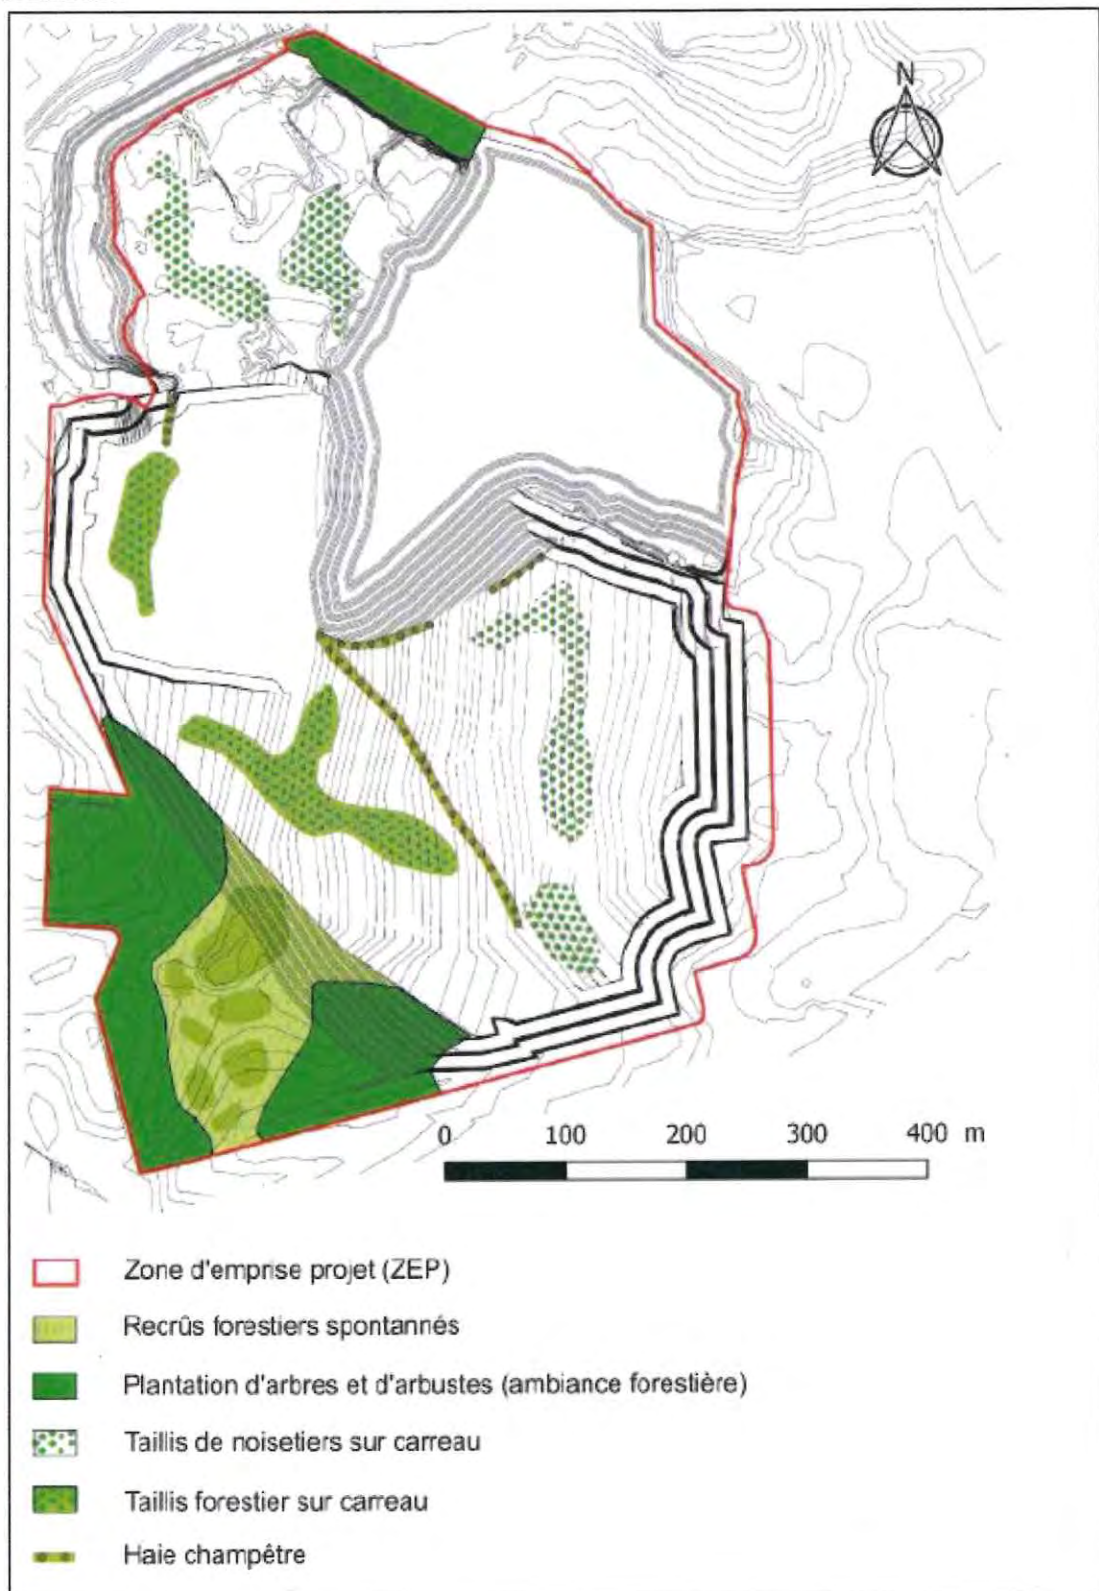 N
0 100 200 300 400 m
Zone d'emprise projet (ZEP)
Recrûs forestiers spontannés
Plantation d'arbres et d'arbustes (ambiance forestière)
Taillis de noisetiers sur carreau
Taillis forestier sur carreau
Haie champêtre